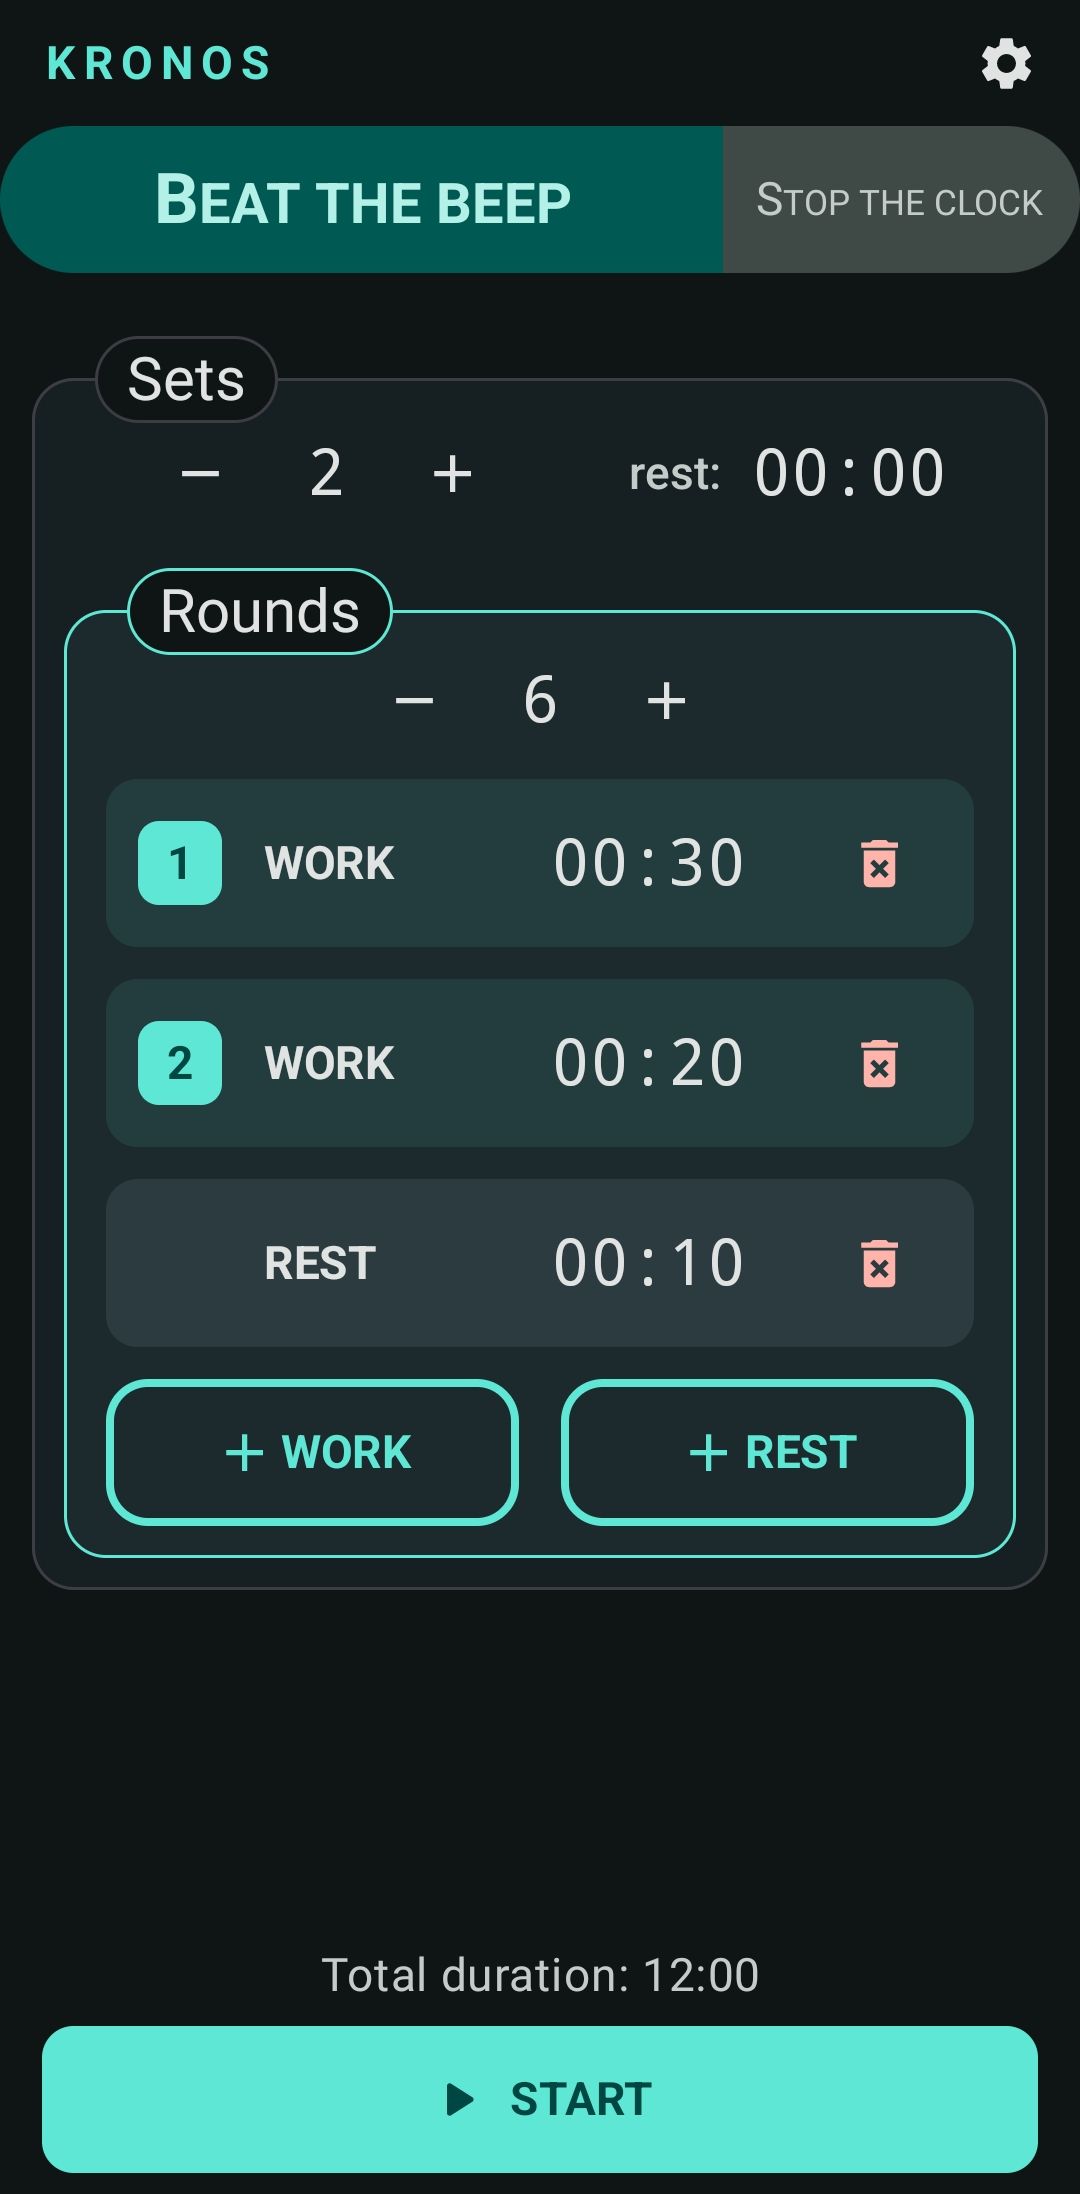 KRONOS
BEAT THE BEEP STOP THE CLOCK
Sets
− 2 + rest: 00:00
Rounds
− 6 +
1 WORK 00:30
2 WORK 00:20
REST 00:10
+ WORK + REST
Total duration: 12:00
START